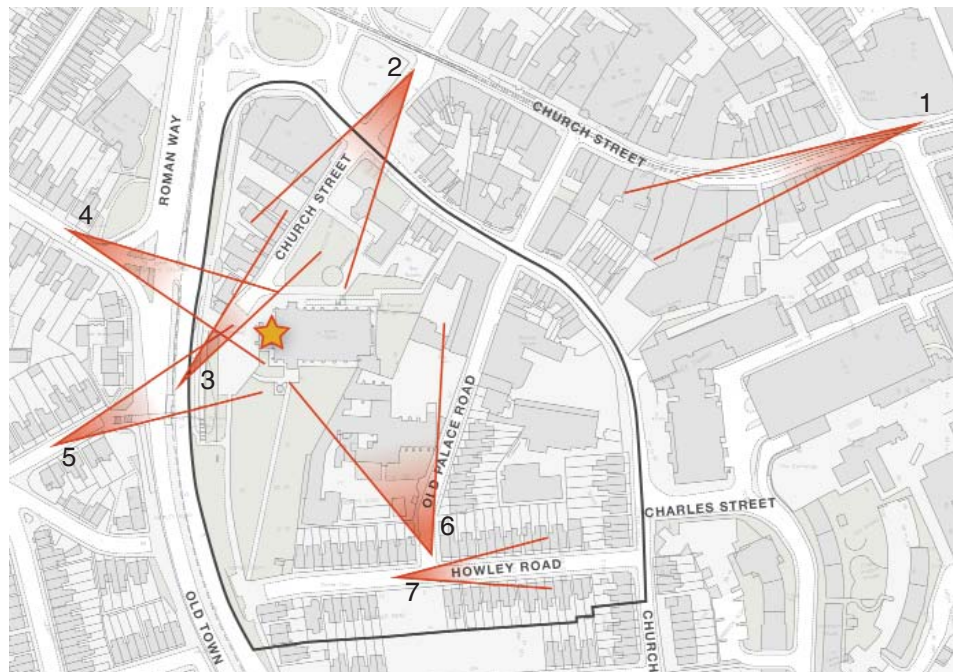 2
1
CHURCH STREET
ROMAN WAY
CHURCH STREET
4
3
5
OLD PALACE ROAD
6
CHARLES STREET
HOWLEY ROAD
7
OLD TOWN
CHURCH